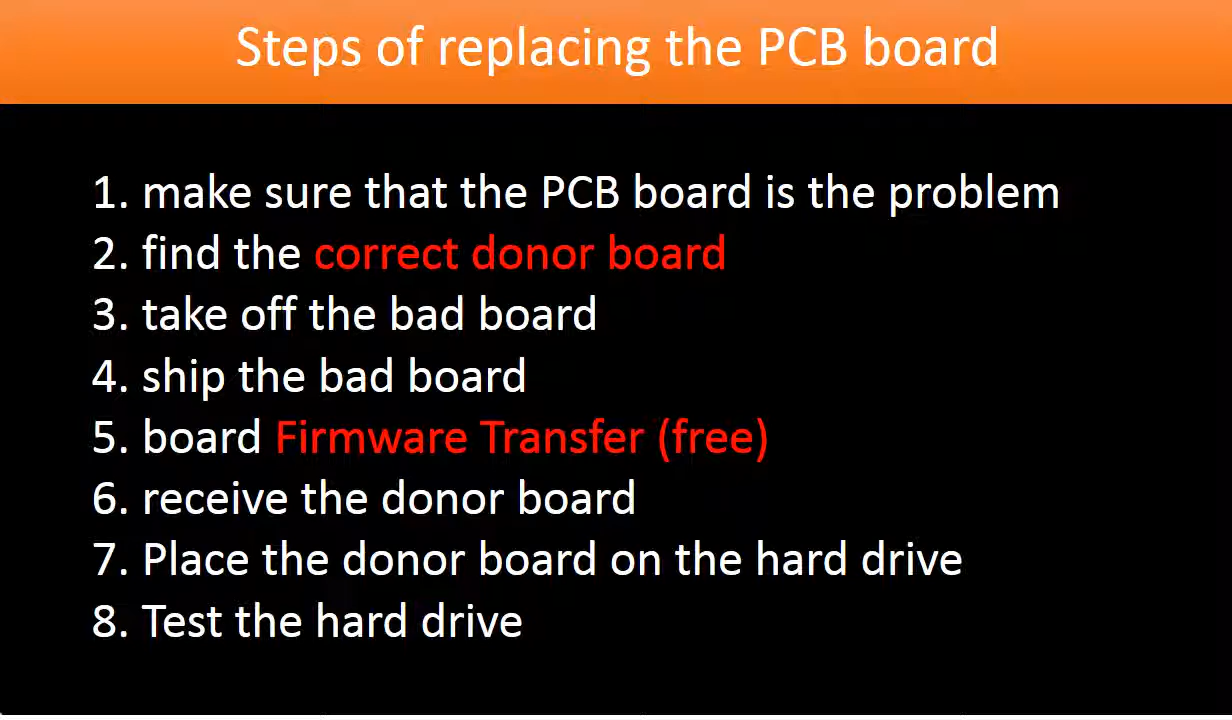 Steps of replacing the PCB board
1. make sure that the PCB board is the problem
2. find the correct donor board
3. take off the bad board
4. ship the bad board
5. board Firmware Transfer (free)
6. receive the donor board
7. Place the donor board on the hard drive
8. Test the hard drive